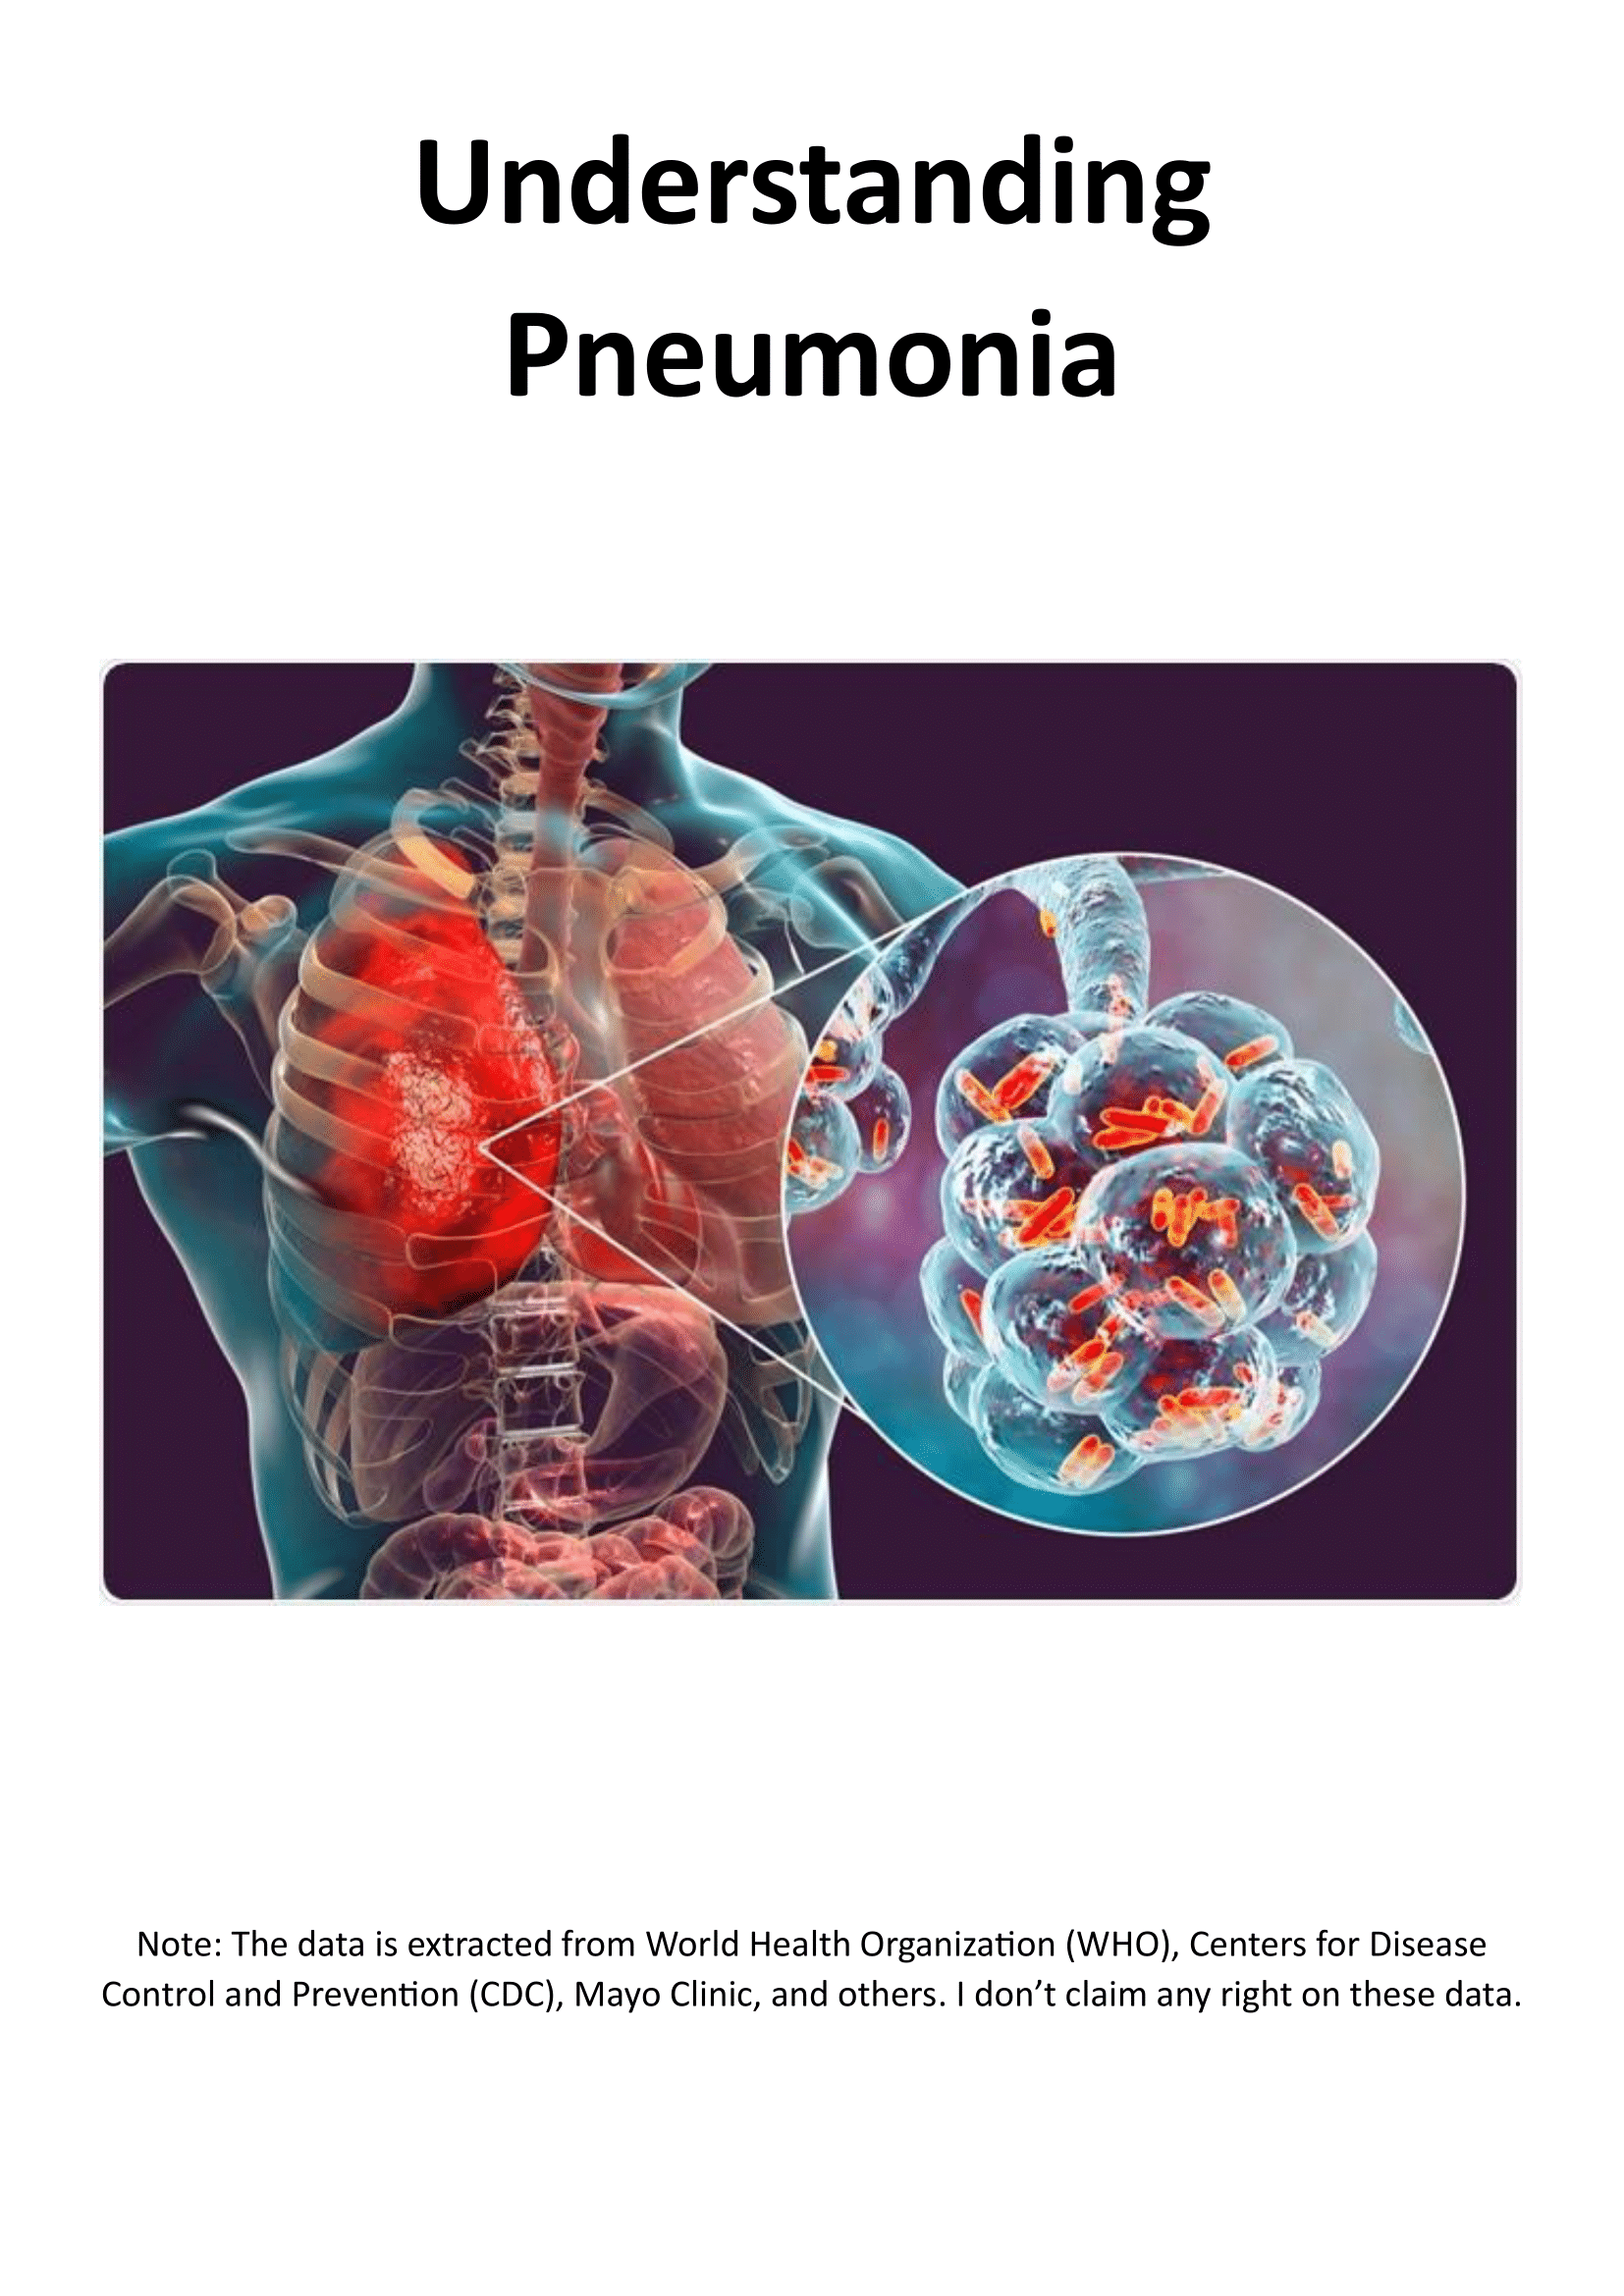 Understanding
Pneumonia
Note: The data is extracted from World Health Organization (WHO), Centers for Disease
Control and Prevention (CDC), Mayo Clinic, and others. I don’t claim any right on these data.